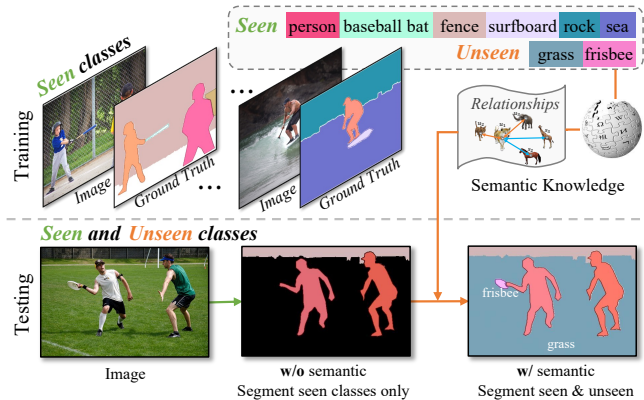 Seen person baseball bat fence surfboard rock sea
Unseen grass frisbee
Seen classes
Training
Image
Ground Truth
...
...
Image
Ground Truth
Relationships
Semantic Knowledge
Seen and Unseen classes
Testing
frisbee
grass
Image
w/o semantic
Segment seen classes only
w/ semantic
Segment seen & unseen